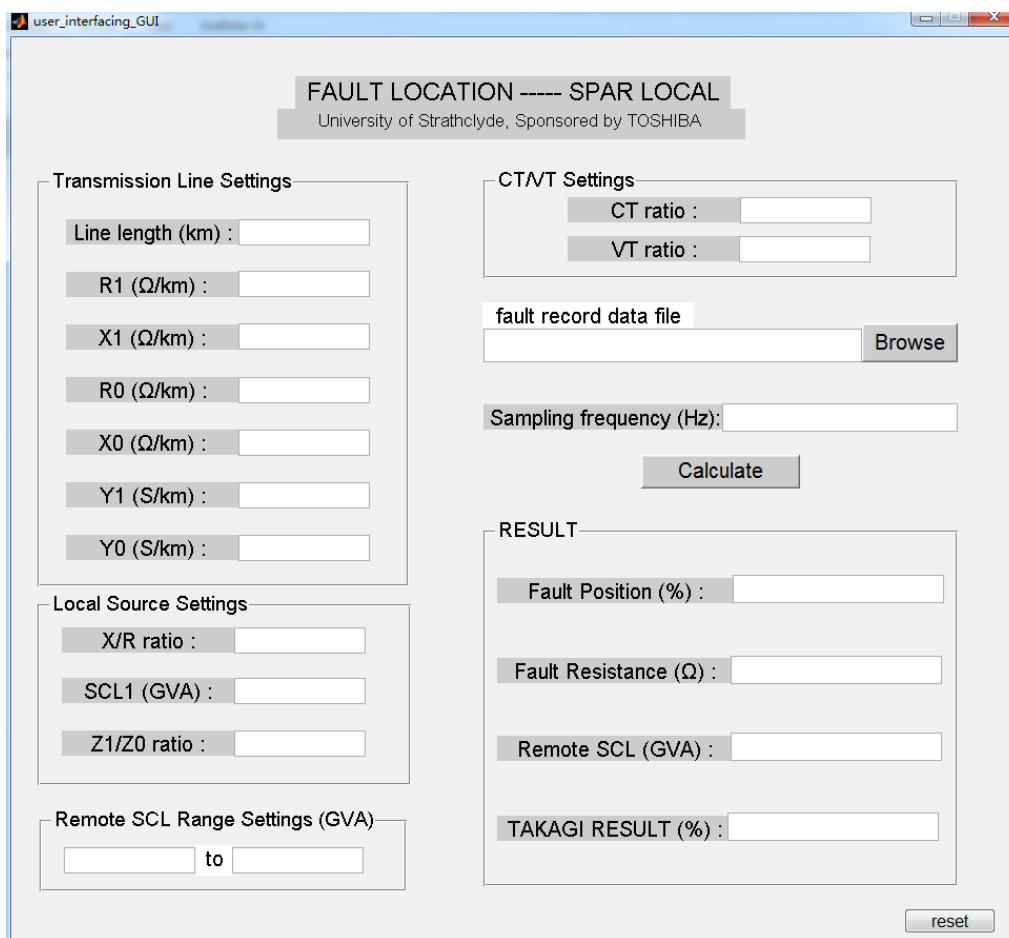 user_interfacing_GUI
FAULT LOCATION ----- SPAR LOCAL
University of Strathclyde, Sponsored by TOSHIBA
Transmission Line Settings
Line length (km) :
R1 (Ω/km) :
X1 (Ω/km) :
R0 (Ω/km) :
X0 (Ω/km) :
Y1 (S/km) :
Y0 (S/km) :
Local Source Settings
X/R ratio :
SCL1 (GVA) :
Z1/Z0 ratio :
Remote SCL Range Settings (GVA)
to
CT/VT Settings
CT ratio :
VT ratio :
fault record data file
Browse
Sampling frequency (Hz):
Calculate
RESULT
Fault Position (%) :
Fault Resistance (Ω) :
Remote SCL (GVA) :
TAKAGI RESULT (%) :
reset